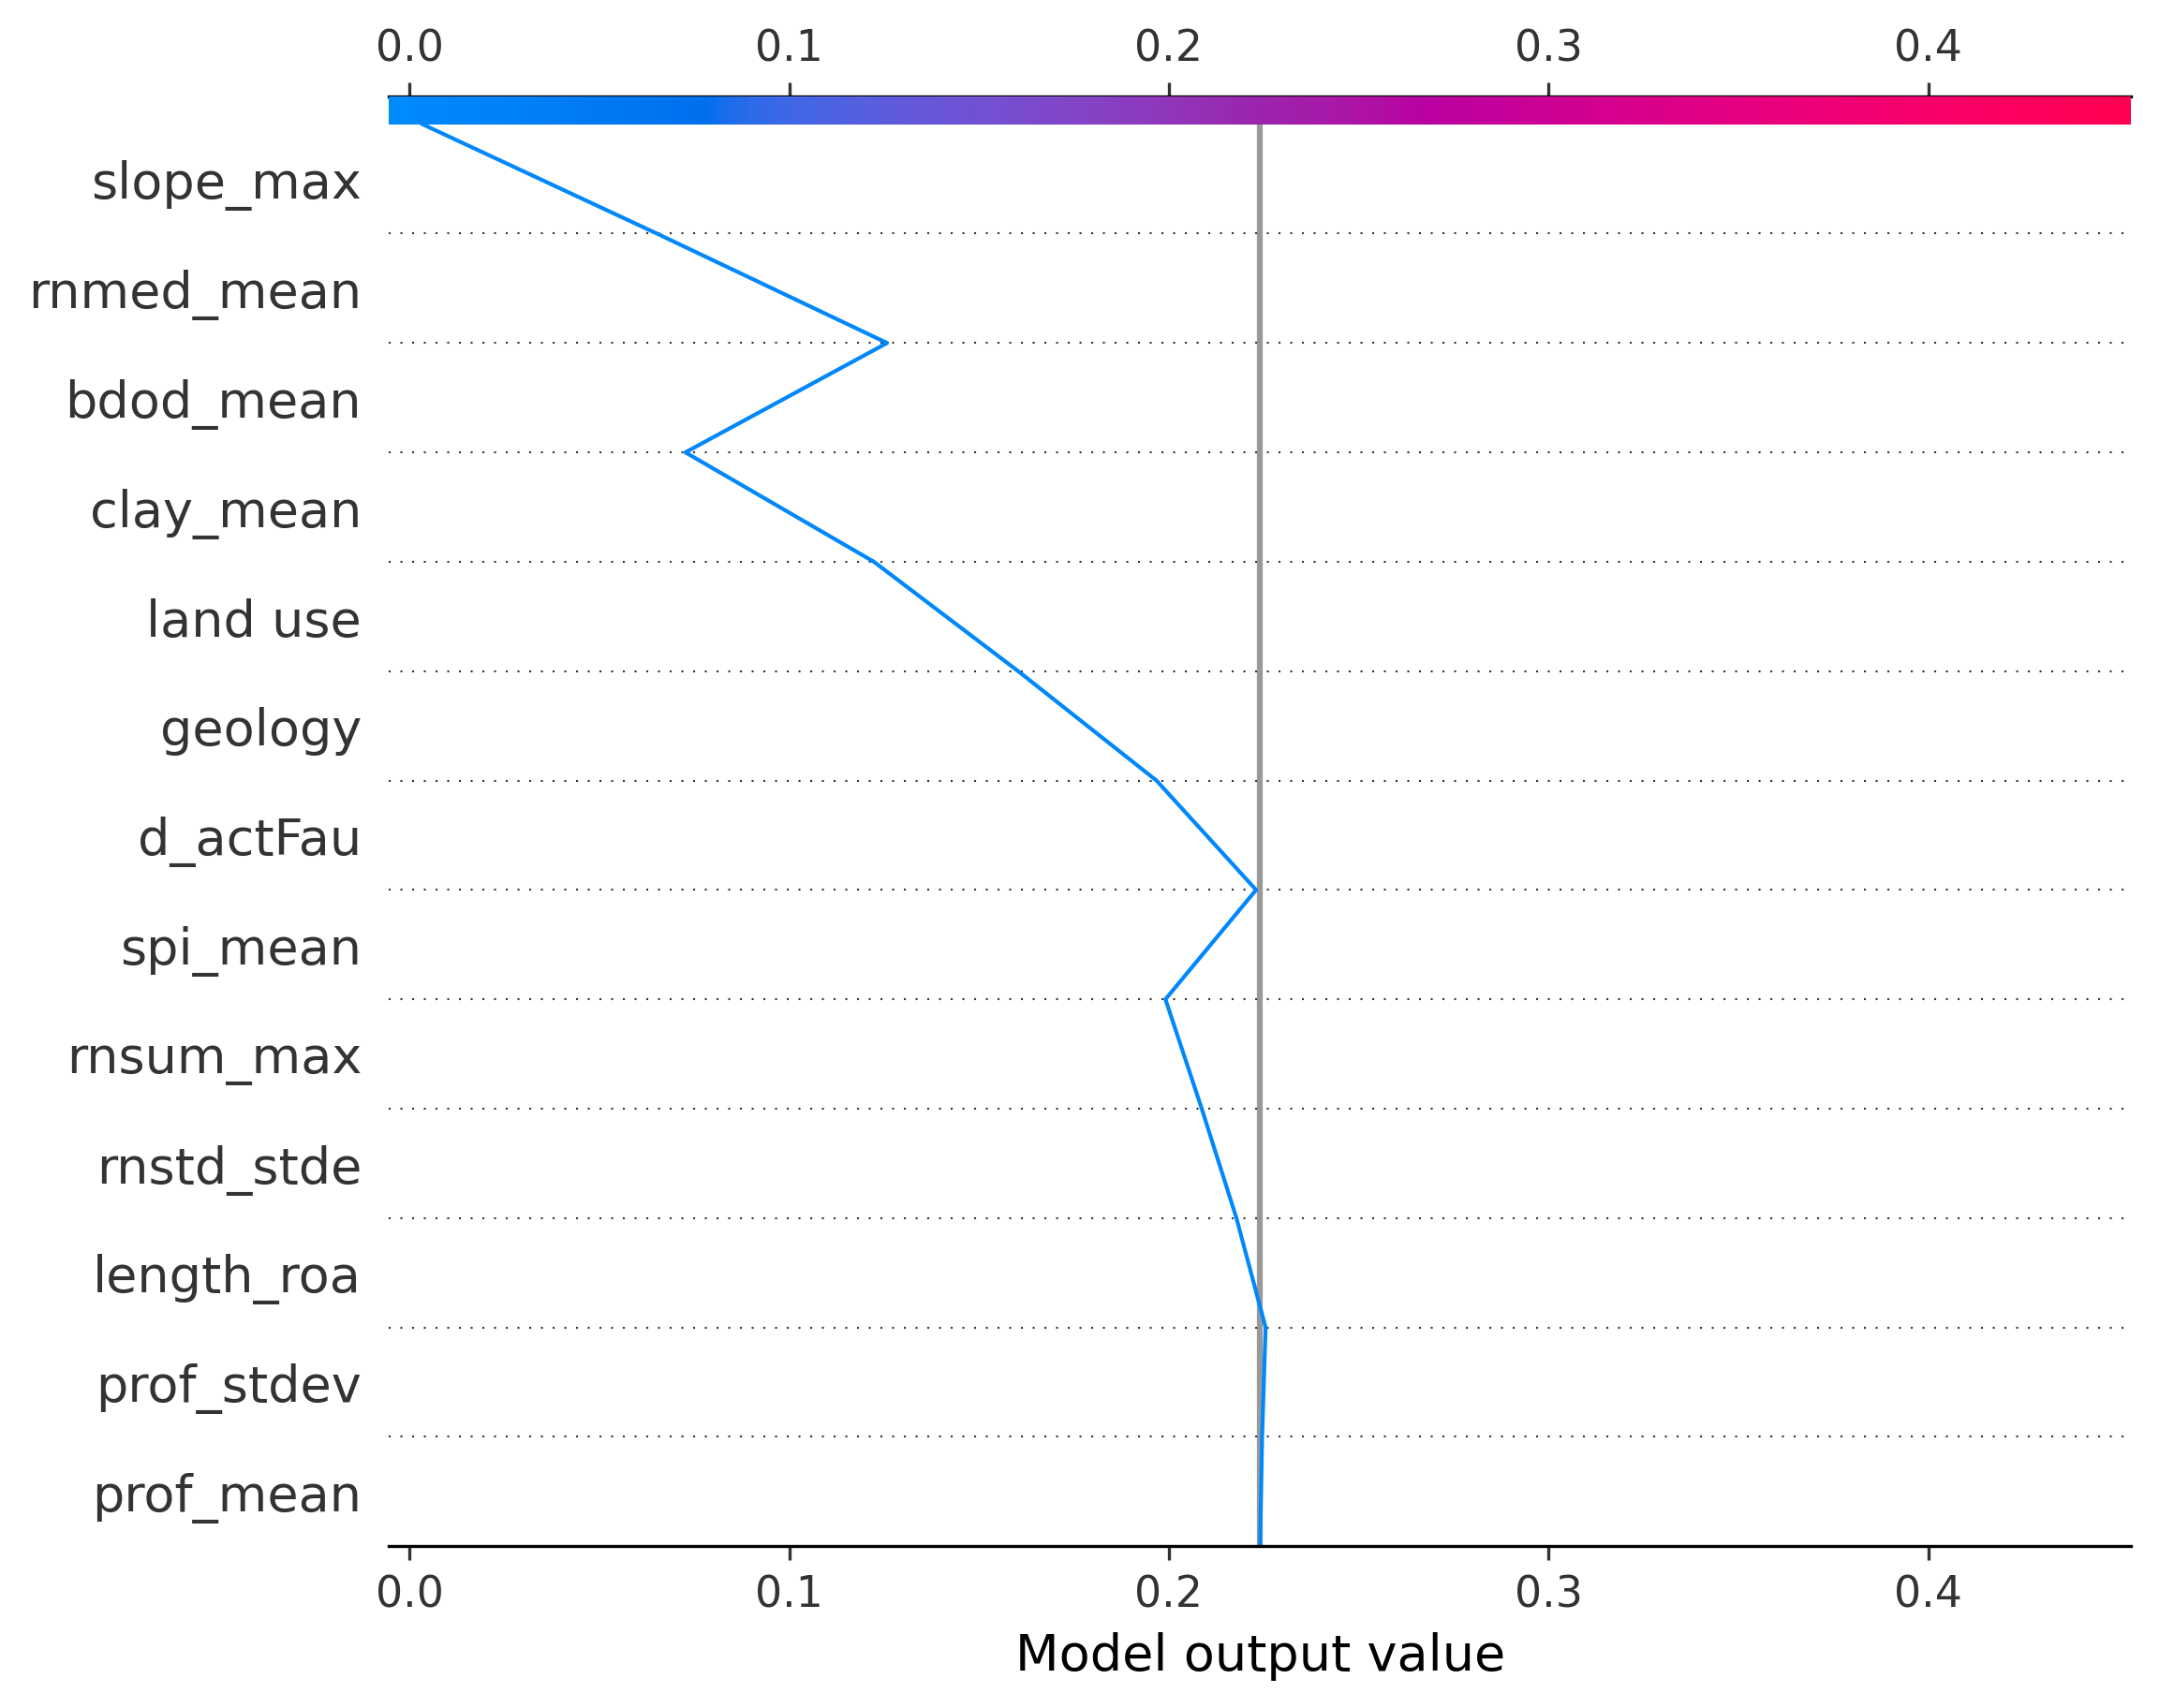 0.0 0.1 0.2 0.3 0.4
slope_max
rnmed_mean
bdod_mean
clay_mean
land use
geology
d_actFau
spi_mean
rnsum_max
rnstd_stde
length_roa
prof_stdev
prof_mean
0.0 0.1 0.2 0.3 0.4
Model output value